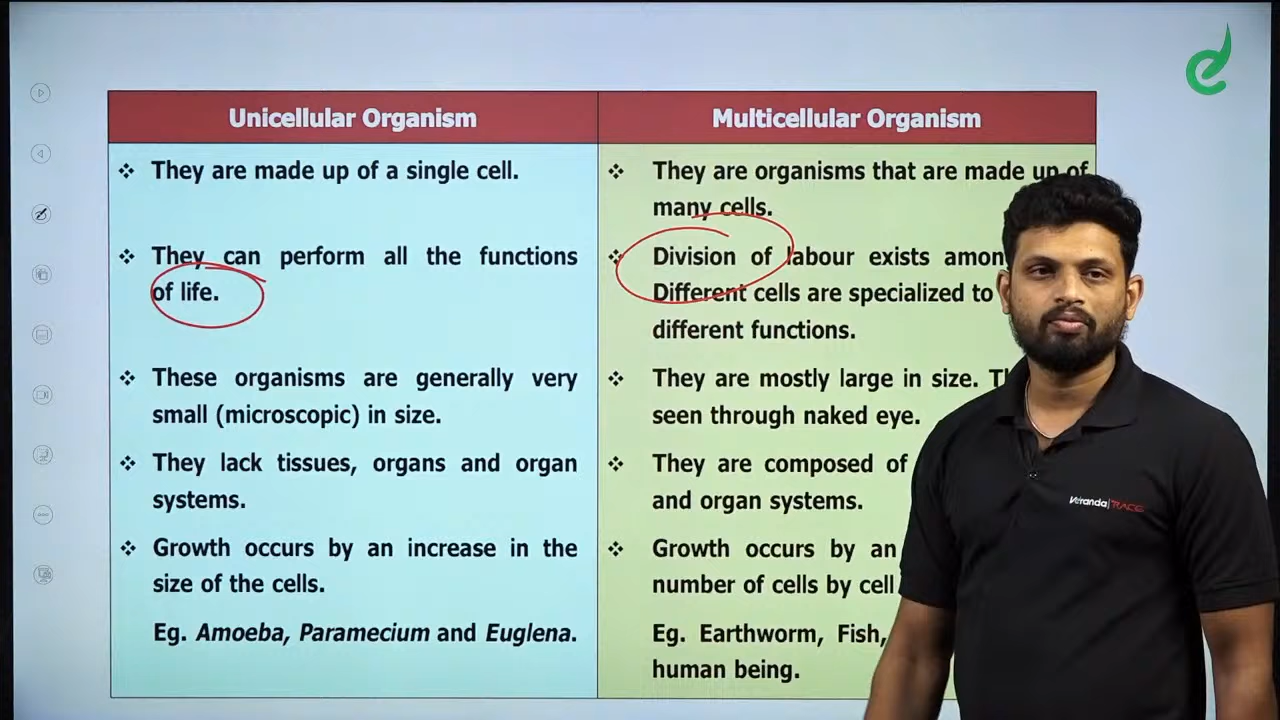 Unicellular Organism
Multicellular Organism
❖ They are made up of a single cell.
❖ They can perform all the functions
of life.
❖ These organisms are generally very
small (microscopic) in size.
❖ They lack tissues, organs and organ
systems.
❖ Growth occurs by an increase in the
size of the cells.
Eg. Amoeba, Paramecium and Euglena.
❖ They are organisms that are made up of
many cells.
❖ Division of labour exists
Different cells are specialized to
different functions.
❖ They are mostly large in size.
seen through naked eye.
❖ They are composed of
and organ systems.
❖ Growth occurs by an
number of cells by cell
Eg. Earthworm, Fish,
human being.
Veranda|RACE